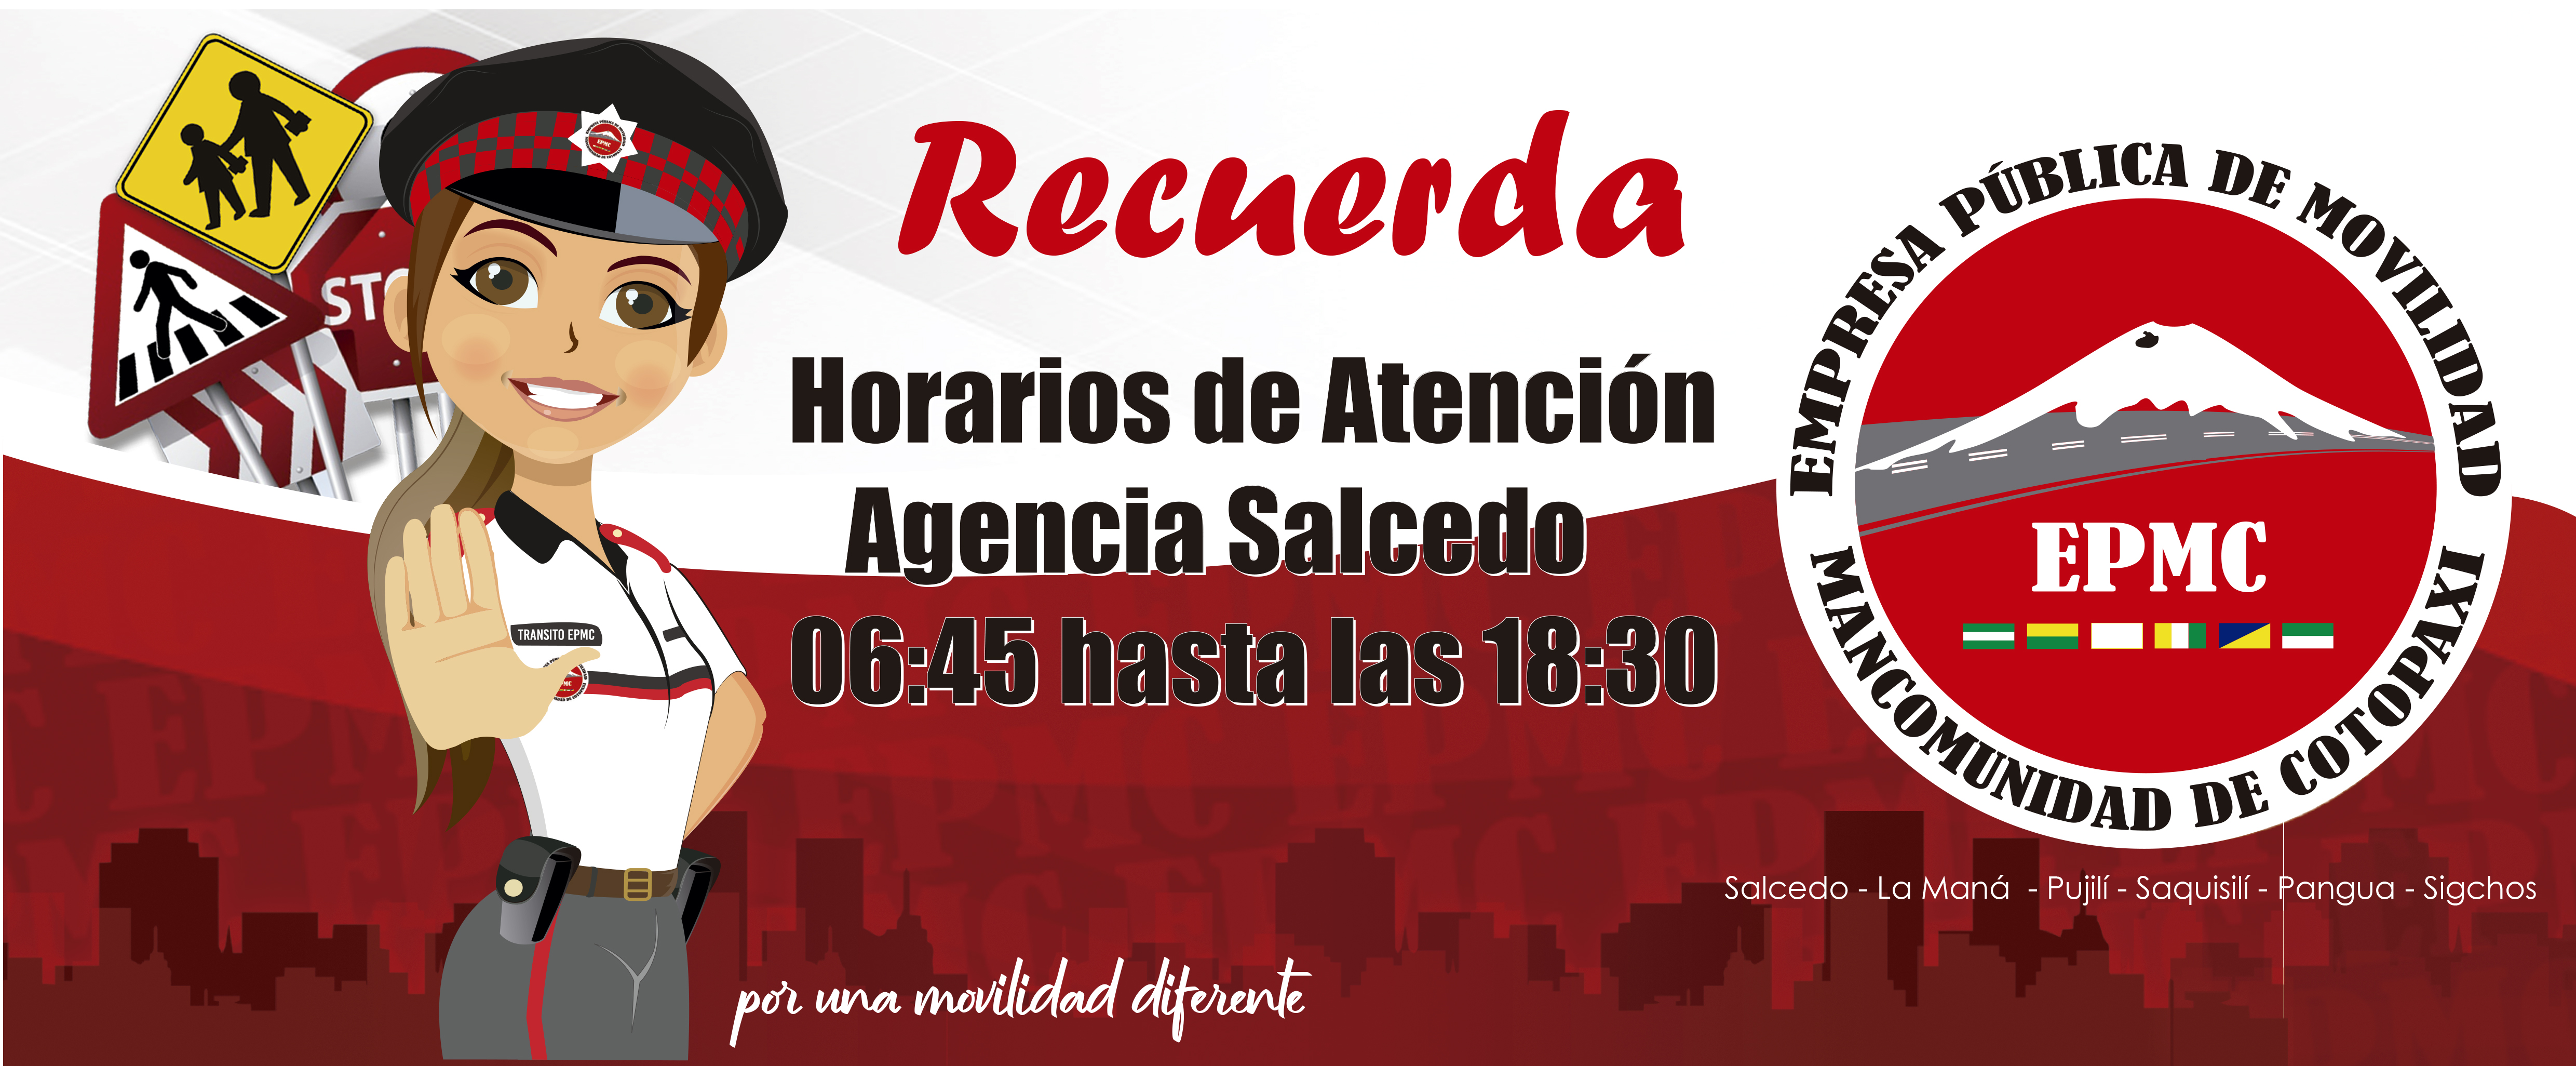 Recuerda
Horarios de Atención
Agencia Salcedo
06:45 hasta las 18:30
por una movilidad diferente
EMPRESA PÚBLICA DE MOVILIDAD
EPMC
MANCOMUNIDAD DE COTOPAXI
Salcedo - La Maná - Pujilí - Saquisilí - Pangua - Sigchos
TRANSITO EPMC